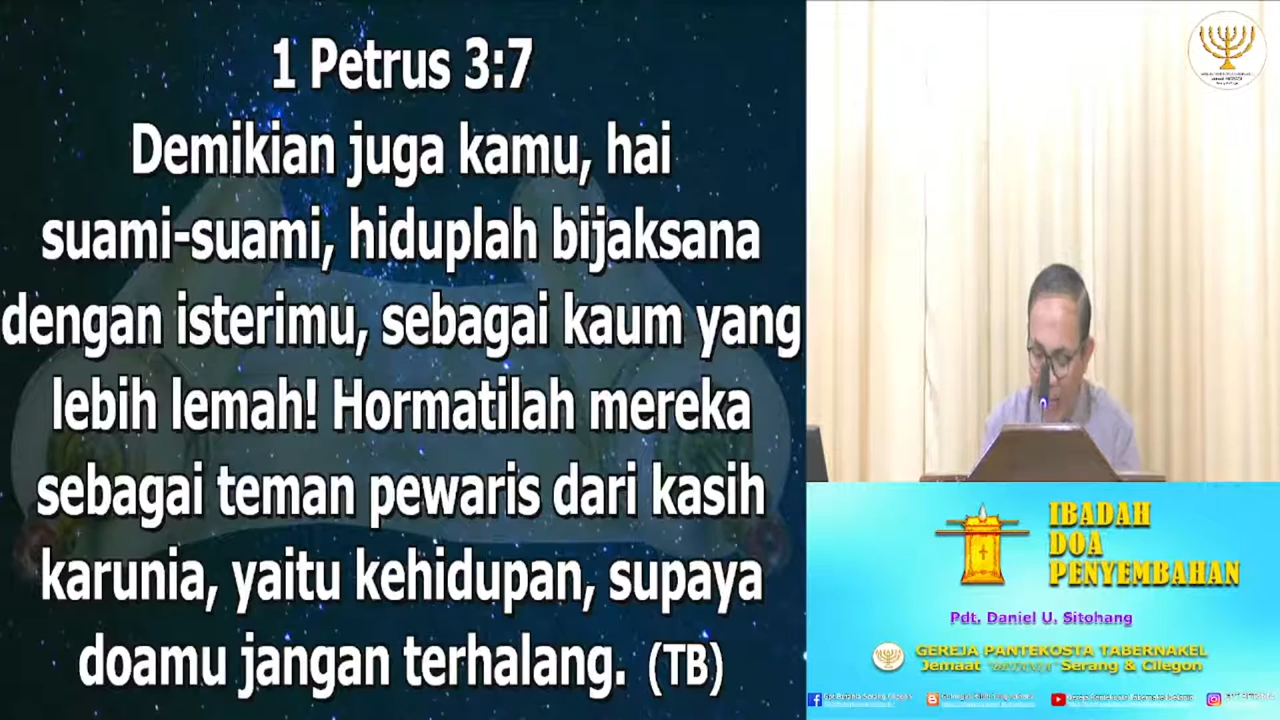 1 Petrus 3:7
Demikian juga kamu, hai
suami-suami, hiduplah bijaksana
dengan isterimu, sebagai kaum yang
lebih lemah! Hormatilah mereka
sebagai teman pewaris dari kasih
karunia, yaitu kehidupan, supaya
doamu jangan terhalang. (TB)
IBADAH
DOA
PENYEMBAHAN
Pdt. Daniel U. Sitohang
GEREJA PANTEKOSTA TABERNAKEL
Jemaat Serang & Cilegon